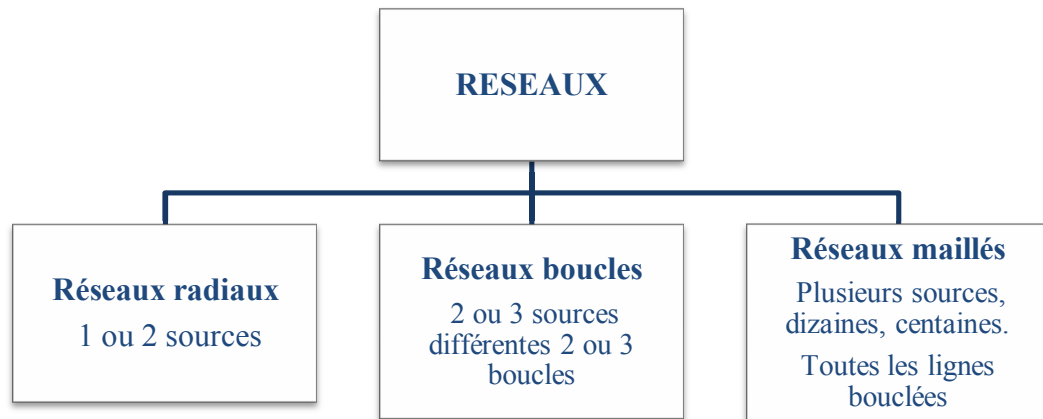 RESEAUX
Réseaux radiaux
1 ou 2 sources
Réseaux boucles
2 ou 3 sources
différentes 2 ou 3
boucles
Réseaux maillés
Plusieurs sources,
dizaines, centaines.
Toutes les lignes
bouclées